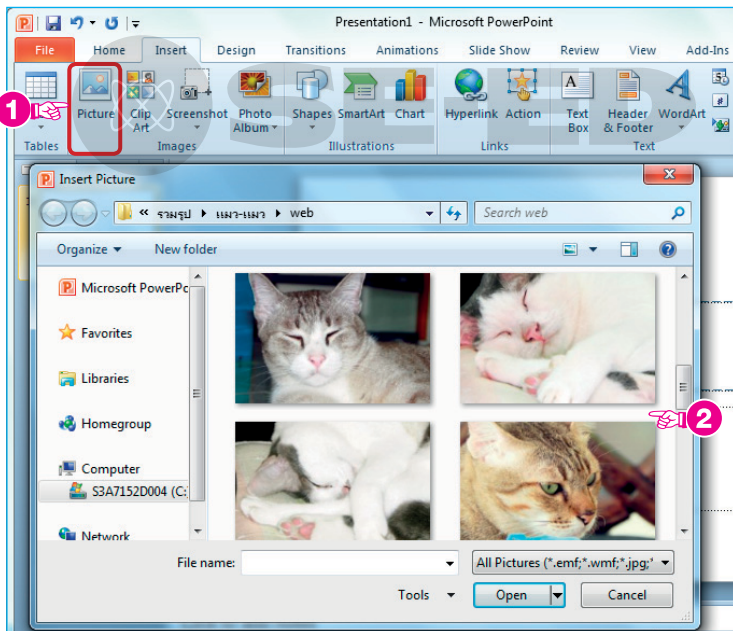 Presentation1 - Microsoft PowerPoint
File Home Insert Design Transitions Animations Slide Show Review View Add-Ins
1
Picture Clip Art Screenshot Photo Album Shapes SmartArt Chart Hyperlink Action Text Box Header & Footer WordArt
Tables Images Illustrations Links Text
SE-ED
Insert Picture
« รวมรูป แมว-แมว web Search web
Organize New folder
Microsoft PowerPo
Favorites
Libraries
Homegroup
2
Computer
S3A7152D004 (C:
Network
File name: All Pictures (*.emf;*.wmf;*.jpg;*
Tools Open Cancel